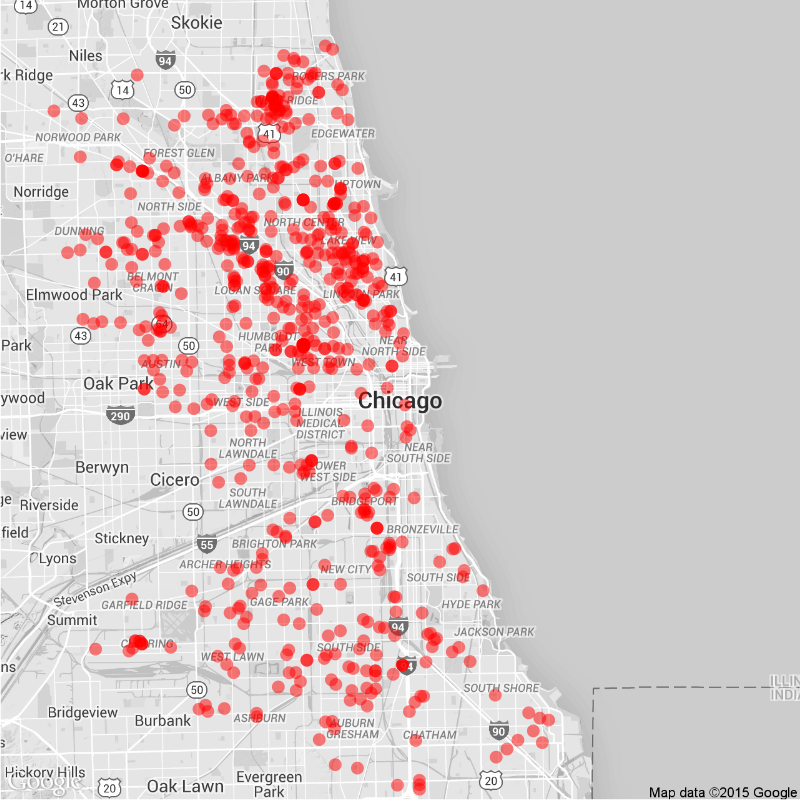 14
Morton Grove
Skokie
21
Niles
94
ROGERS PARK
rk Ridge
14
50
43
RIDGE
41
EDGEWATER
NORWOOD PARK
FOREST GLEN
O'HARE
ALBANY PARK
UPTOWN
Norridge
NORTH SIDE
NORTH CENTER
DUNNING
94
LAKE VIEW
90
41
BELMONT
CRAGIN
LOGAN SQUARE
LINCOLN PARK
Elmwood Park
64
43
50
HUMBOLDT
PARK
NEAR
NORTH SIDE
Park
AUSTIN
WEST TOWN
Oak Park
ywood
Chicago
290
WEST SIDE
ILLINOIS
MEDICAL
DISTRICT
view
NORTH
LAWNDALE
NEAR
SOUTH SIDE
Berwyn
LOWER
WEST SIDE
Cicero
SOUTH
LAWNDALE
ge
Riverside
50
BRIDGEPORT
field
Stickney
55
BRONZEVILLE
BRIGHTON PARK
Lyons
ARCHER HEIGHTS
NEW CITY
SOUTH SIDE
Stevenson Expy
GARFIELD RIDGE
GAGE PARK
HYDE PARK
Summit
94
JACKSON PARK
CLEARING
SOUTH SIDE
WEST LAWN
94
ns
50
SOUTH SHORE
ILLIN
INDIA
Bridgeview
Burbank
ASHBURN
AUBURN
GRESHAM
CHATHAM
90
s
Hickory Hills
Google
20
Oak Lawn
Evergreen
Park
20
Map data ©2015 Google